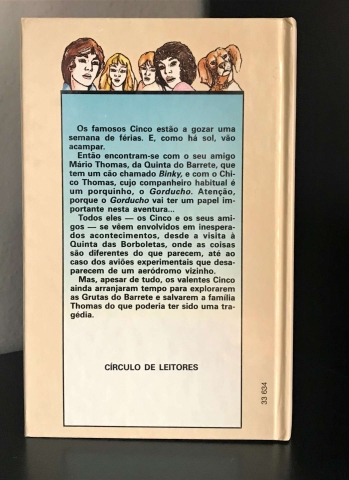 Os famosos Cinco estão a gozar uma
semana de férias. E, como há sol, vão
acampar.
Então encontram-se com o seu amigo
Mário Thomas, da Quinta do Barrete, que
tem um cão chamado Binky, e com o Chi-
co Thomas, cujo companheiro habitual é
um porquinho, o Gorducho. Atenção,
porque o Gorducho vai ter um papel im-
portante nesta aventura...
Todos eles — os Cinco e os seus ami-
gos — se vêem envolvidos em inespera-
dos acontecimentos, desde a visita à
Quinta das Borboletas, onde as coisas
são diferentes do que parecem, até ao
caso dos aviões experimentais que desa-
parecem de um aeródromo vizinho.
Mas, apesar de tudo, os valentes Cinco
ainda arranjaram tempo para explorarem
as Grutas do Barrete e salvarem a família
Thomas do que poderia ter sido uma tra-
gédia.
CÍRCULO DE LEITORES
33 634